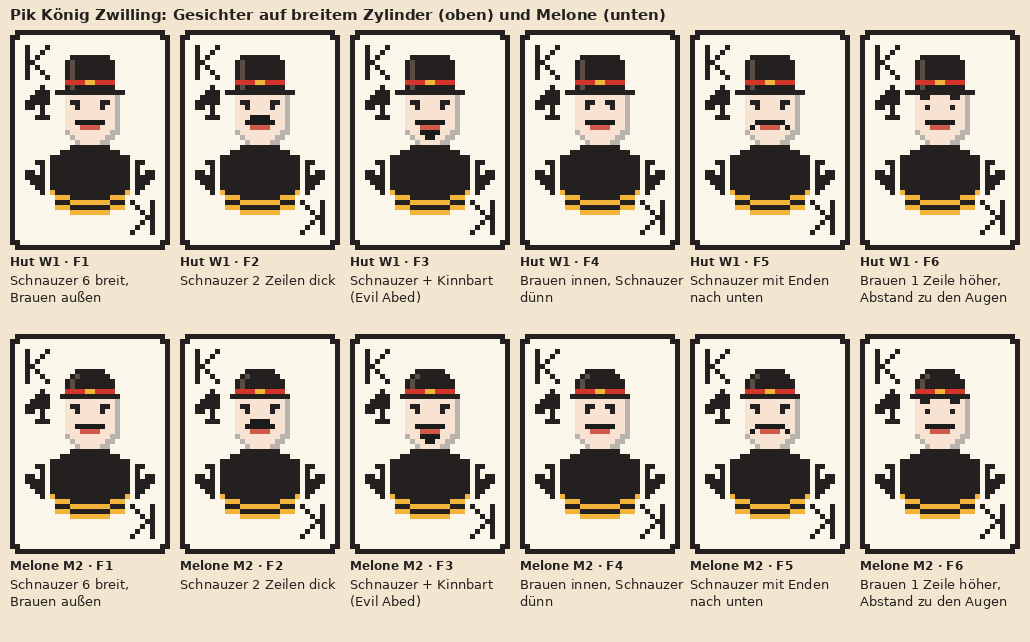 Pik König Zwilling: Gesichter auf breitem Zylinder (oben) und Melone (unten)
K K K K K K
K K K K K K
Hut W1 · F1 Hut W1 · F2 Hut W1 · F3 Hut W1 · F4 Hut W1 · F5 Hut W1 · F6
Schnauzer 6 breit, Schnauzer 2 Zeilen dick Schnauzer + Kinnbart Brauen innen, Schnauzer Schnauzer mit Enden Brauen 1 Zeile höher,
Brauen außen (Evil Abed) dünn nach unten Abstand zu den Augen
K K K K K K
K K K K K K
Melone M2 · F1 Melone M2 · F2 Melone M2 · F3 Melone M2 · F4 Melone M2 · F5 Melone M2 · F6
Schnauzer 6 breit, Schnauzer 2 Zeilen dick Schnauzer + Kinnbart Brauen innen, Schnauzer Schnauzer mit Enden Brauen 1 Zeile höher,
Brauen außen (Evil Abed) dünn nach unten Abstand zu den Augen